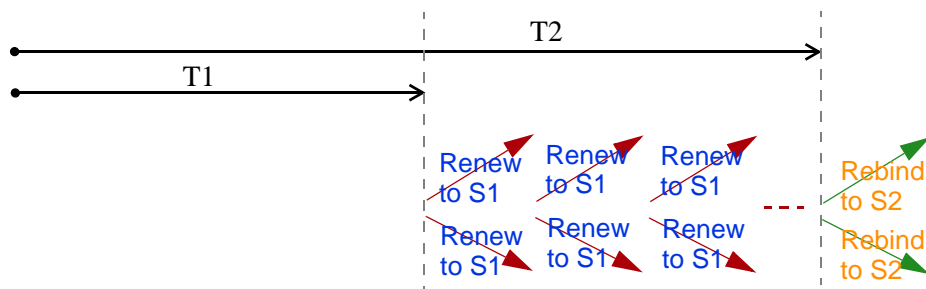 T2
T1
Renew
to S1
Renew
to S1
Renew
to S1
Rebind
to S2
Renew
to S1
Renew
to S1
Renew
to S1
Rebind
to S2